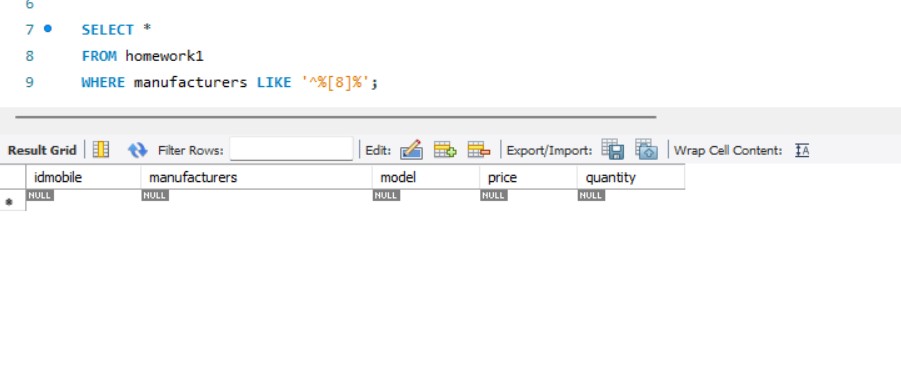 6
7 SELECT *
8 FROM homework1
9 WHERE manufacturers LIKE '^%[8]%';
Result Grid Filter Rows: Edit: Export/Import: Wrap Cell Content:
idmobile manufacturers model price quantity
NULL NULL NULL NULL NULL